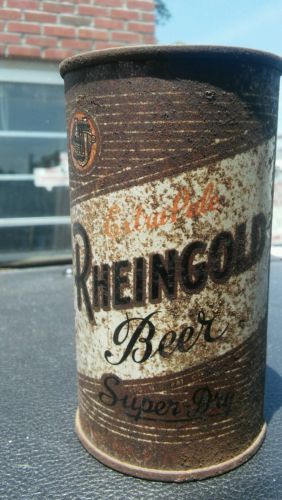 Extra Pale
RHEINGOLD
Beer
Super-Dry